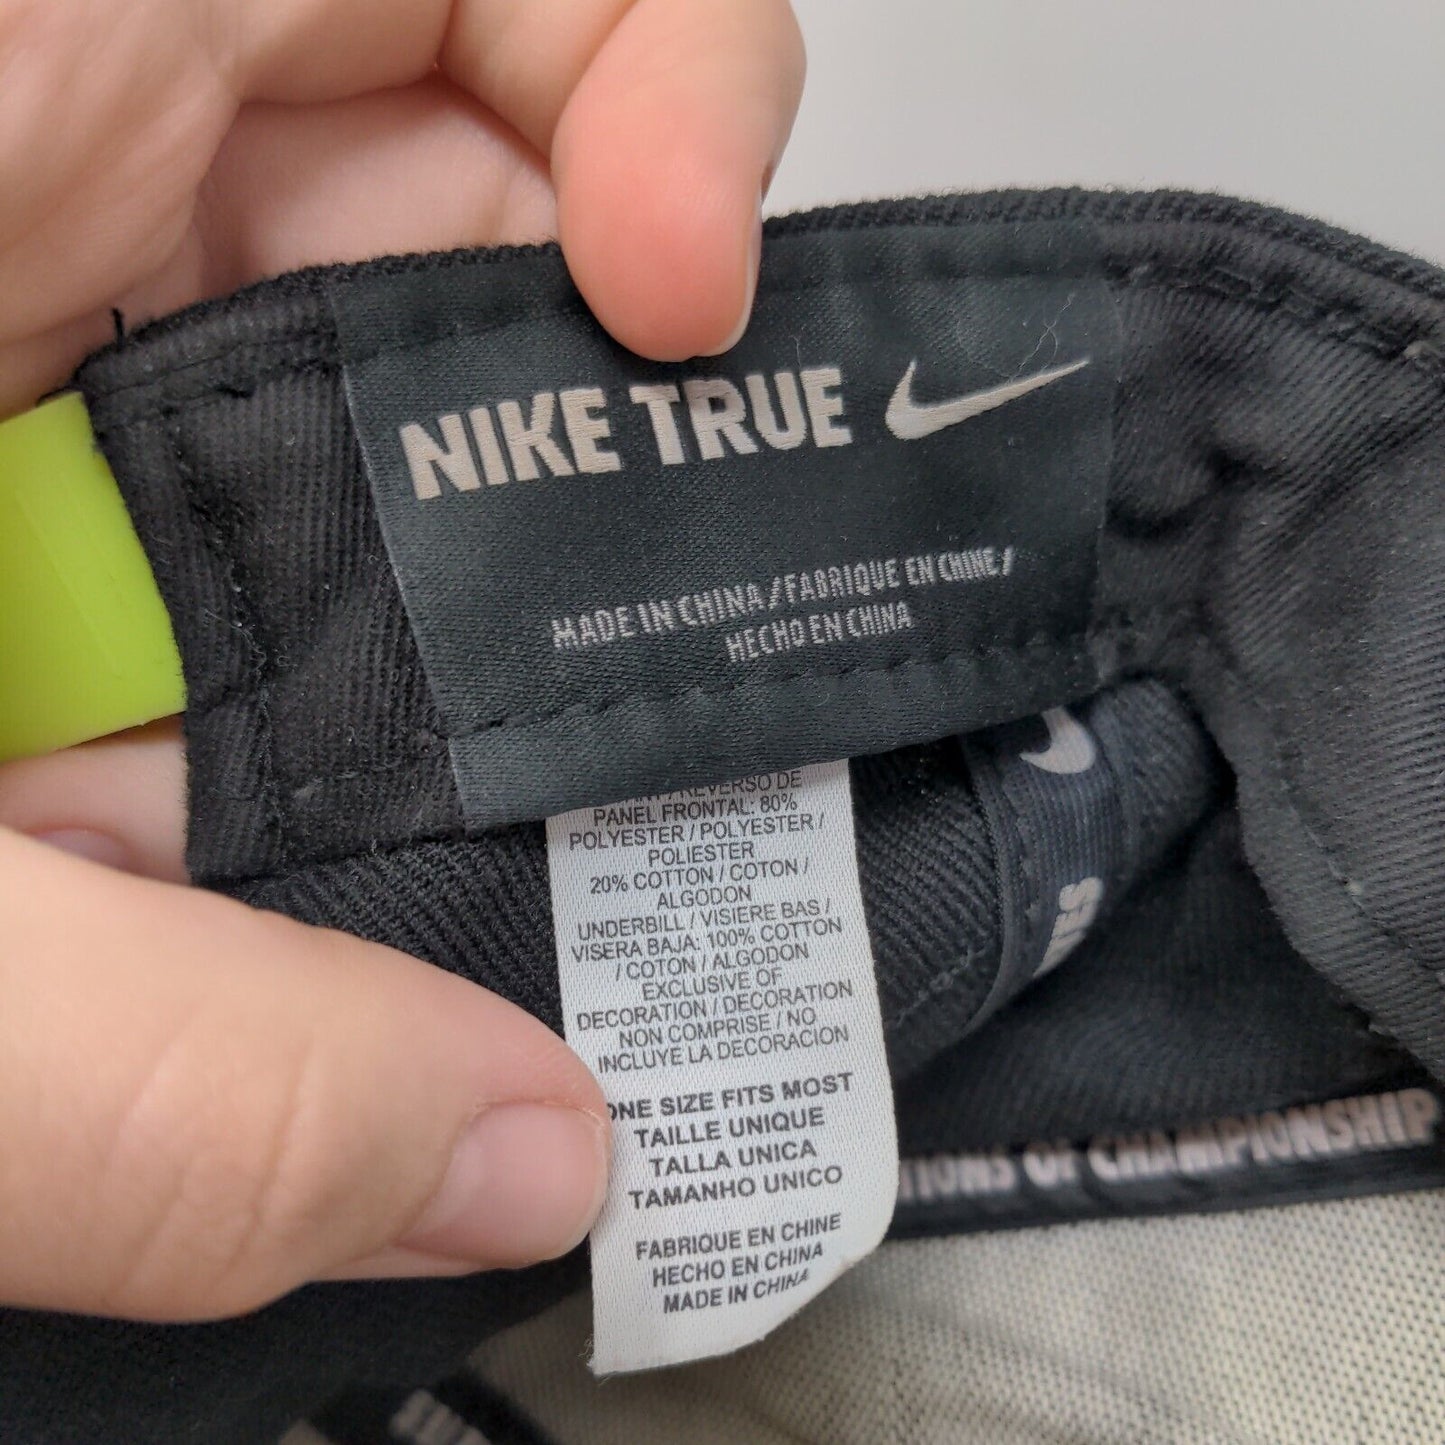 NIKE TRUE
MADE IN CHINA / FABRIQUE EN CHINE /
HECHO EN CHINA
REVERSO DE
PANEL FRONTAL: 80%
POLYESTER / POLYESTER /
POLIESTER
20% COTTON / COTON /
ALGODON
UNDERBILL / VISIERE BAS /
VISERA BAJA: 100% COTTON
/ COTON / ALGODON
EXCLUSIVE OF
DECORATION / DECORATION
NON COMPRISE / NO
INCLUYE LA DECORACION
ONE SIZE FITS MOST
TAILLE UNIQUE
TALLA UNICA
TAMANHO UNICO
FABRIQUE EN CHINE
HECHO EN CHINA
MADE IN CHINA
OF CHAMPIONSHIP